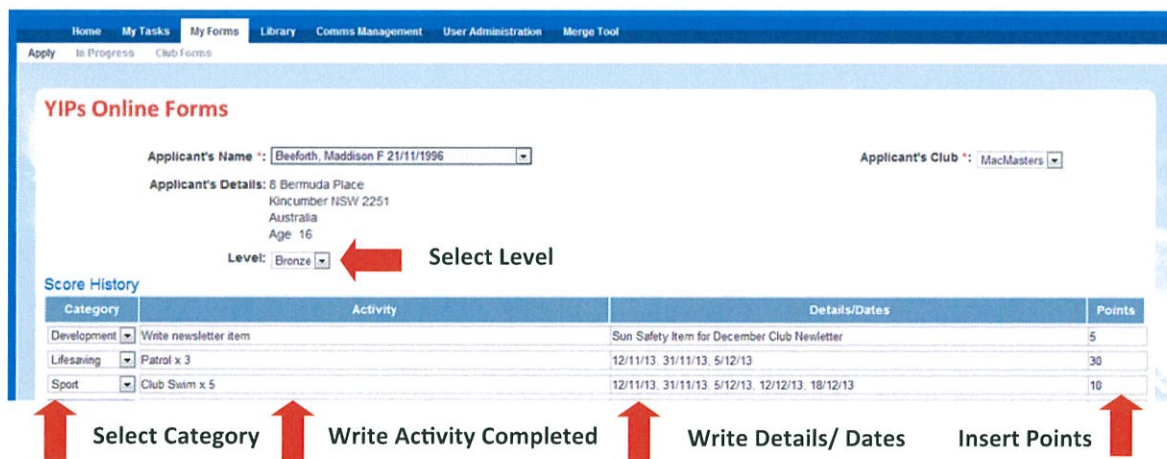 Home My Tasks My Forms Library Comms Management User Administration Merge Tool
Apply In Progress Club Forms
YIPs Online Forms
Applicant's Name *: Beeforth, Maddison F 21/11/1996 Applicant's Club *: MacMasters
Applicant's Details: 8 Bermuda Place
Kincumber NSW 2251
Australia
Age 16
Level: Bronze Select Level
Score History
Category Activity Details/Dates Points
Development Write newsletter item Sun Safety Item for December Club Newletter 5
Lifesaving Patrol x 3 12/11/13, 31/11/13, 5/12/13 30
Sport Club Swim x 5 12/11/13, 31/11/13, 5/12/13, 12/12/13, 18/12/13 10
Select Category Write Activity Completed Write Details/ Dates Insert Points